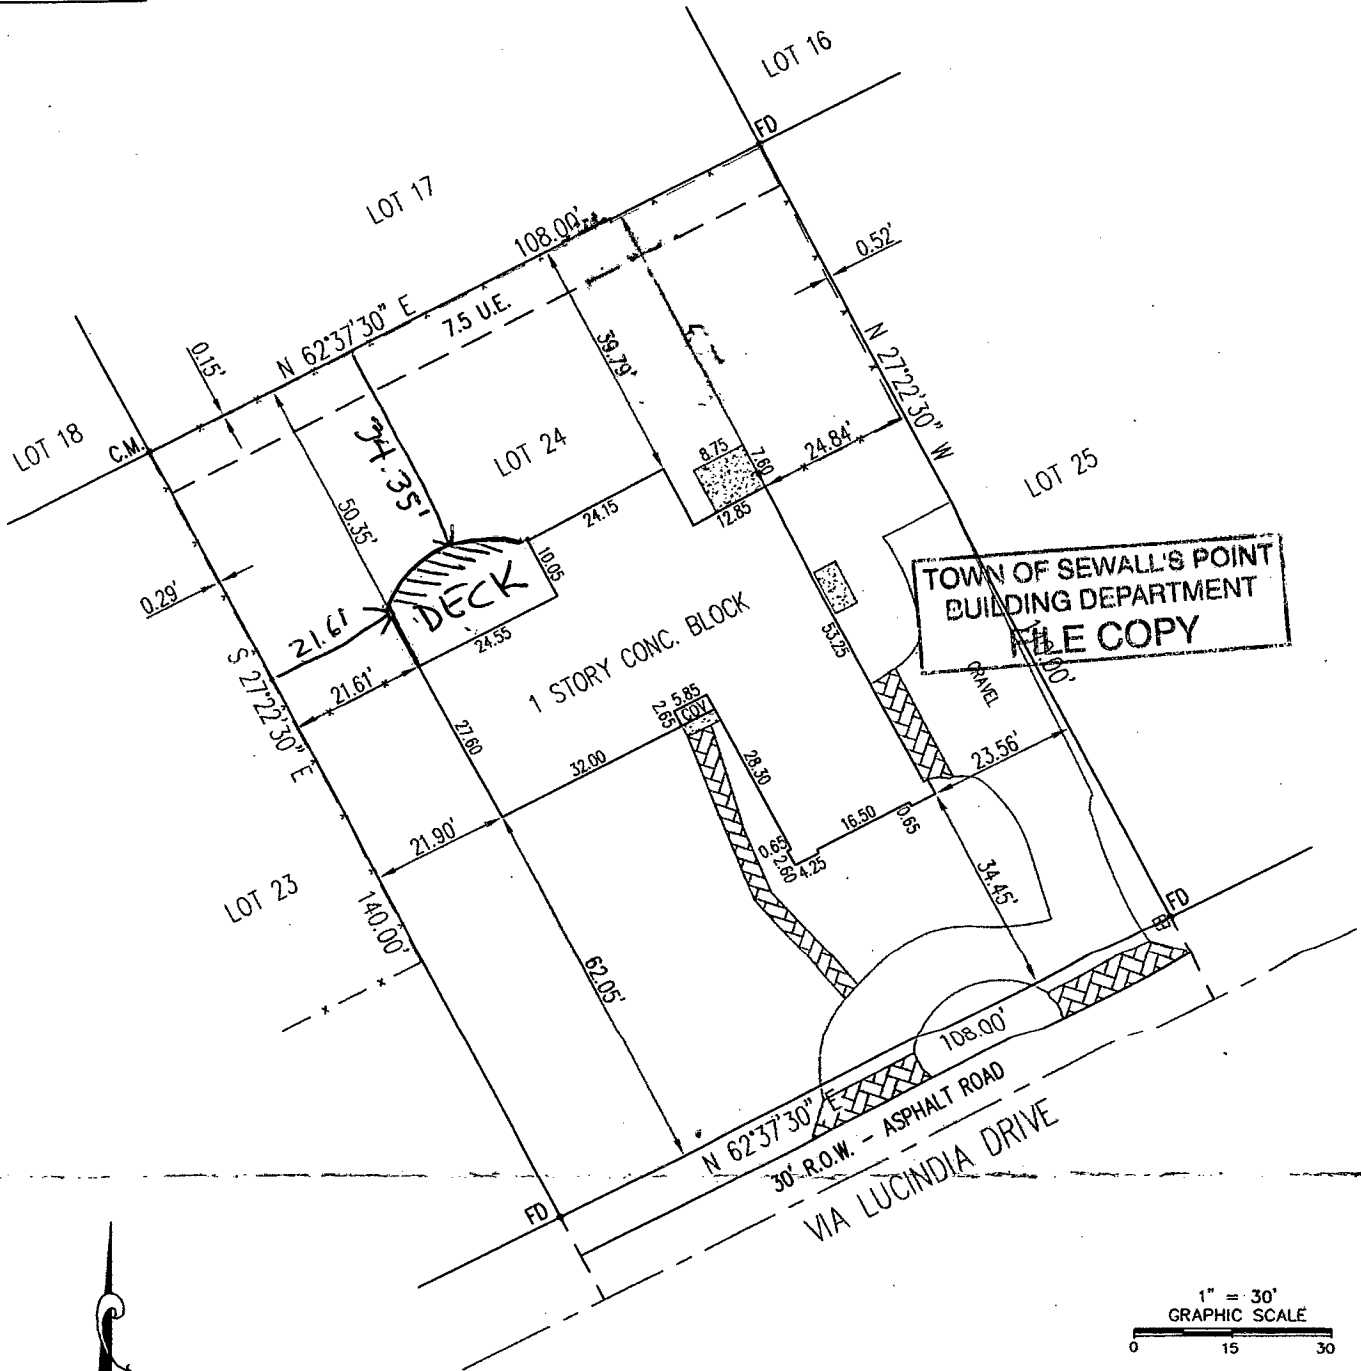 LOT 16
FD
LOT 17
108.00'
0.52'
N 62°37'30" E
7.5 U.E.
0.15'
39.79'
N 27°22'30" W
LOT 18
C.M.
34.35'
LOT 24
8.75
7.60
24.84'
LOT 25
50.35'
24.15
12.85
10.05
DECK
0.29'
21.61
24.55
TOWN OF SEWALL'S POINT
BUILDING DEPARTMENT
FILE COPY
53.25
GRAVEL
S 27°22'30" E
21.61'
1 STORY CONC. BLOCK
5.85
2.65
COV
27.60
32.00
28.30
23.56'
16.50
0.65
21.90'
0.65
2.60
4.25
34.45'
LOT 23
140.00'
FD
62.05'
108.00'
N 62°37'30" E
30' R.O.W. - ASPHALT ROAD
VIA LUCINDIA DRIVE
FD
1" = 30'
GRAPHIC SCALE
0 15 30